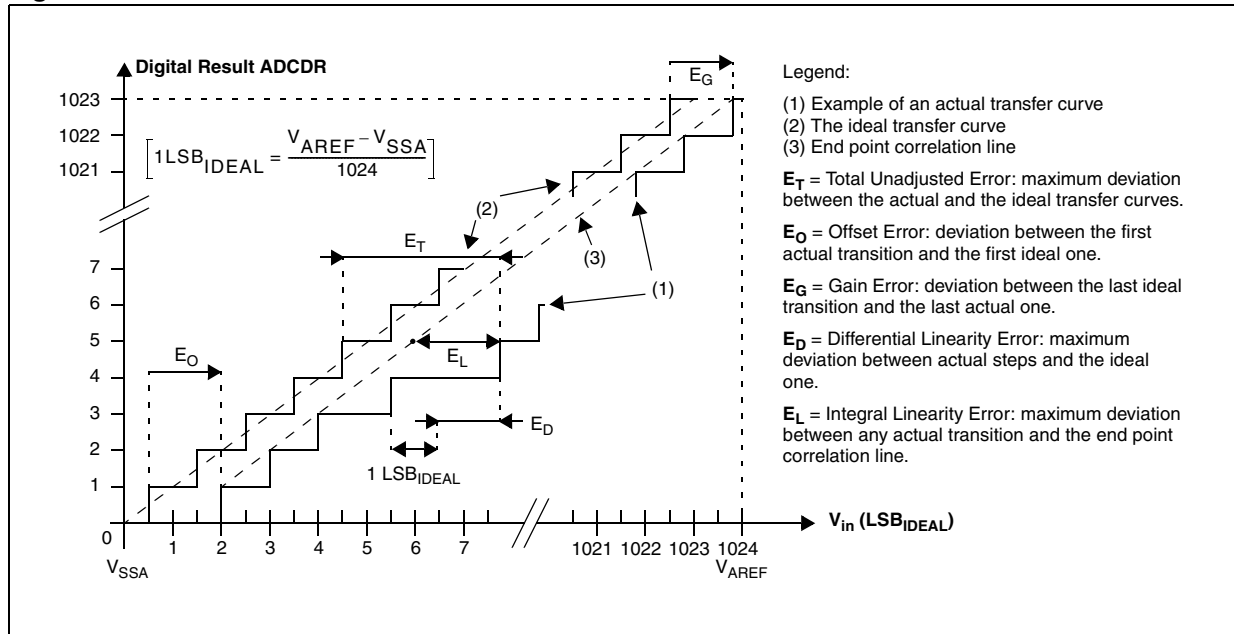 Digital Result ADCDR
1023
1022
1021
7
6
5
4
3
2
1
0
1LSB_IDEAL = V_AREF – V_SSA
1024
E_G
(2)
E_T
(3)
(1)
E_O
E_L
E_D
1 LSB_IDEAL
1 2 3 4 5 6 7 1021 1022 1023 1024
V_SSA
V_AREF
V_in (LSB_IDEAL)
Legend:
(1) Example of an actual transfer curve
(2) The ideal transfer curve
(3) End point correlation line
E_T = Total Unadjusted Error: maximum deviation
between the actual and the ideal transfer curves.
E_O = Offset Error: deviation between the first
actual transition and the first ideal one.
E_G = Gain Error: deviation between the last ideal
transition and the last actual one.
E_D = Differential Linearity Error: maximum
deviation between actual steps and the ideal
one.
E_L = Integral Linearity Error: maximum deviation
between any actual transition and the end point
correlation line.